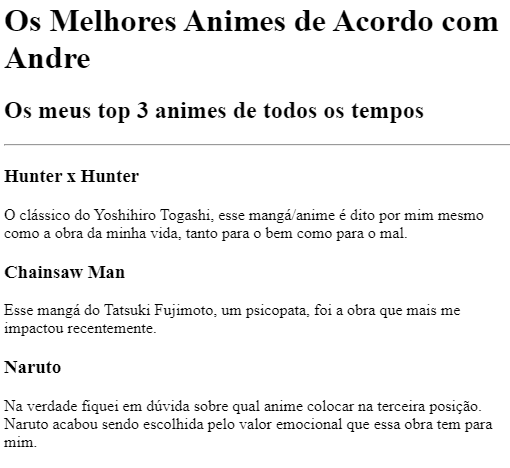 Os Melhores Animes de Acordo com
Andre
Os meus top 3 animes de todos os tempos
Hunter x Hunter
O clássico do Yoshihiro Togashi, esse mangá/anime é dito por mim mesmo
como a obra da minha vida, tanto para o bem como para o mal.
Chainsaw Man
Esse mangá do Tatsuki Fujimoto, um psicopata, foi a obra que mais me
impactou recentemente.
Naruto
Na verdade fiquei em dúvida sobre qual anime colocar na terceira posição.
Naruto acabou sendo escolhida pelo valor emocional que essa obra tem para
mim.